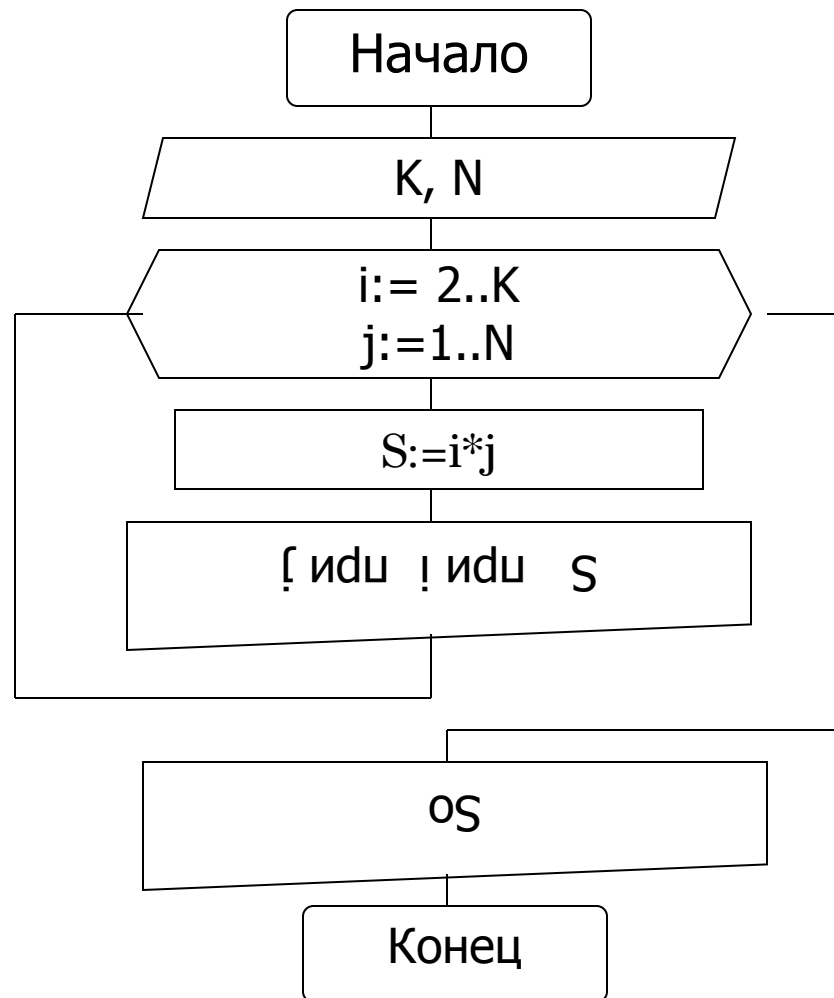 Начало
K, N
i:= 2..K
j:=1..N
S:=i*j
S при i при j
So
Конец